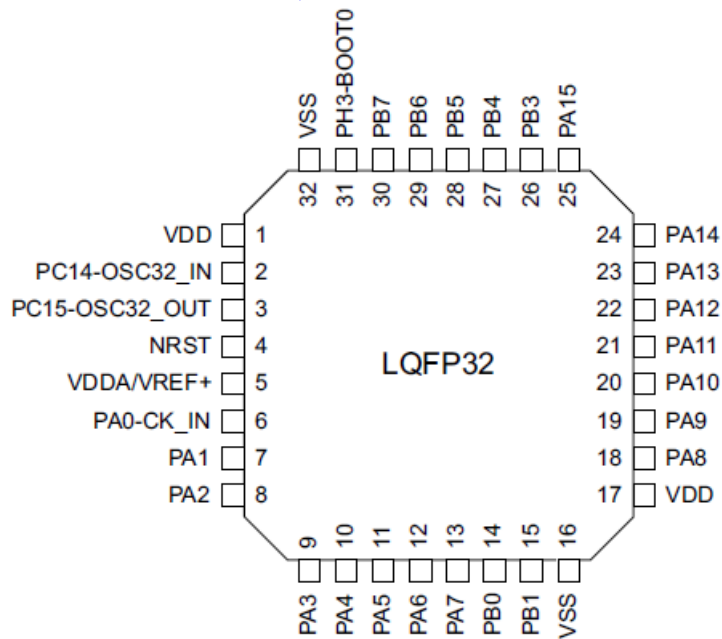 VSS
PH3-BOOT0
PB7
PB6
PB5
PB4
PB3
PA15
32 31 30 29 28 27 26 25
VDD 1 24 PA14
PC14-OSC32_IN 2 23 PA13
PC15-OSC32_OUT 3 22 PA12
NRST 4 21 PA11
LQFP32
VDDA/VREF+ 5 20 PA10
PA0-CK_IN 6 19 PA9
PA1 7 18 PA8
PA2 8 17 VDD
9 10 11 12 13 14 15 16
PA3
PA4
PA5
PA6
PA7
PB0
PB1
VSS